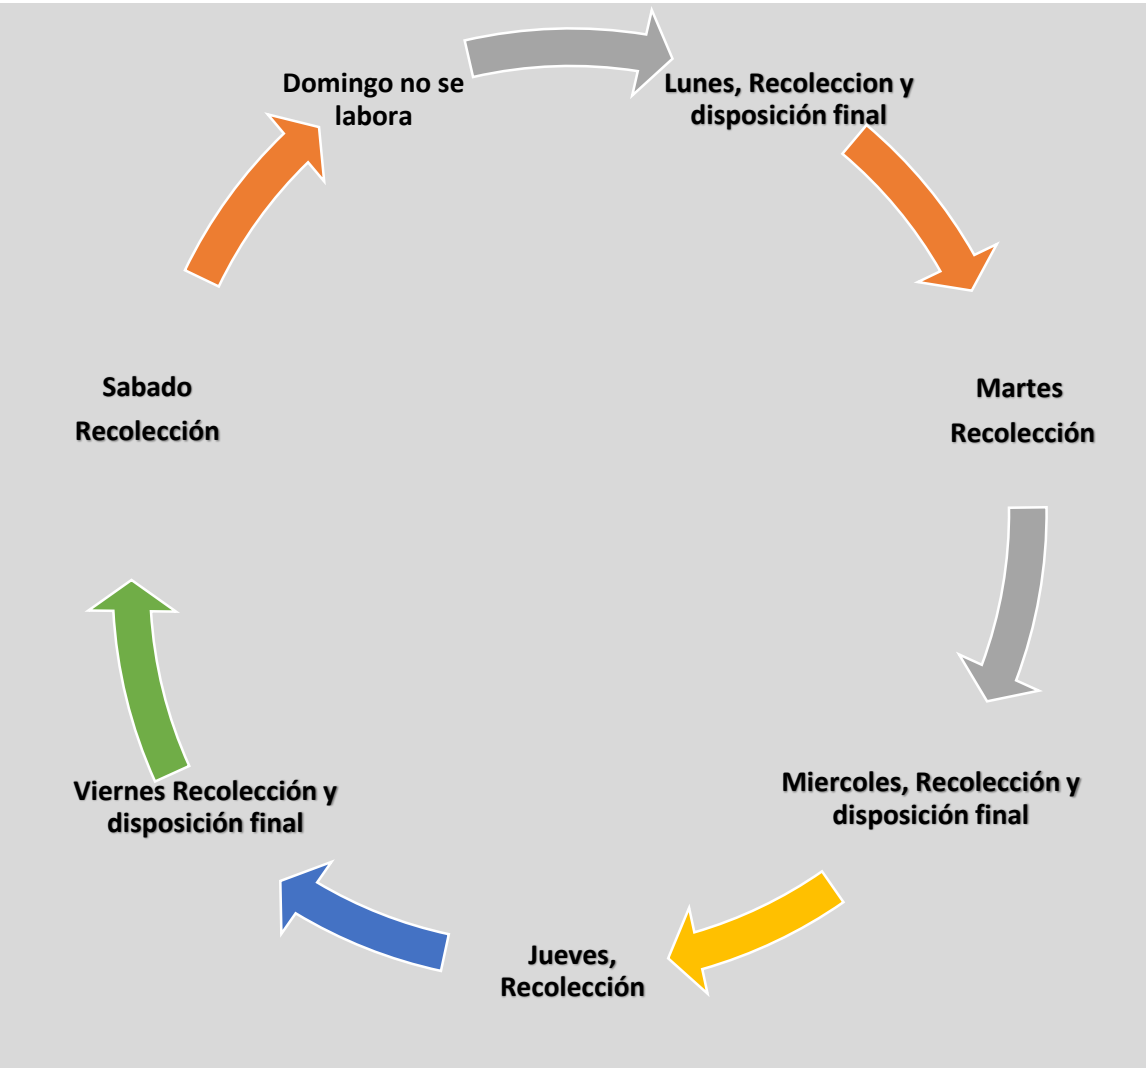 Domingo no se
labora
Lunes, Recoleccion y
disposición final
Martes
Recolección
Miercoles, Recolección y
disposición final
Jueves,
Recolección
Viernes Recolección y
disposición final
Sabado
Recolección